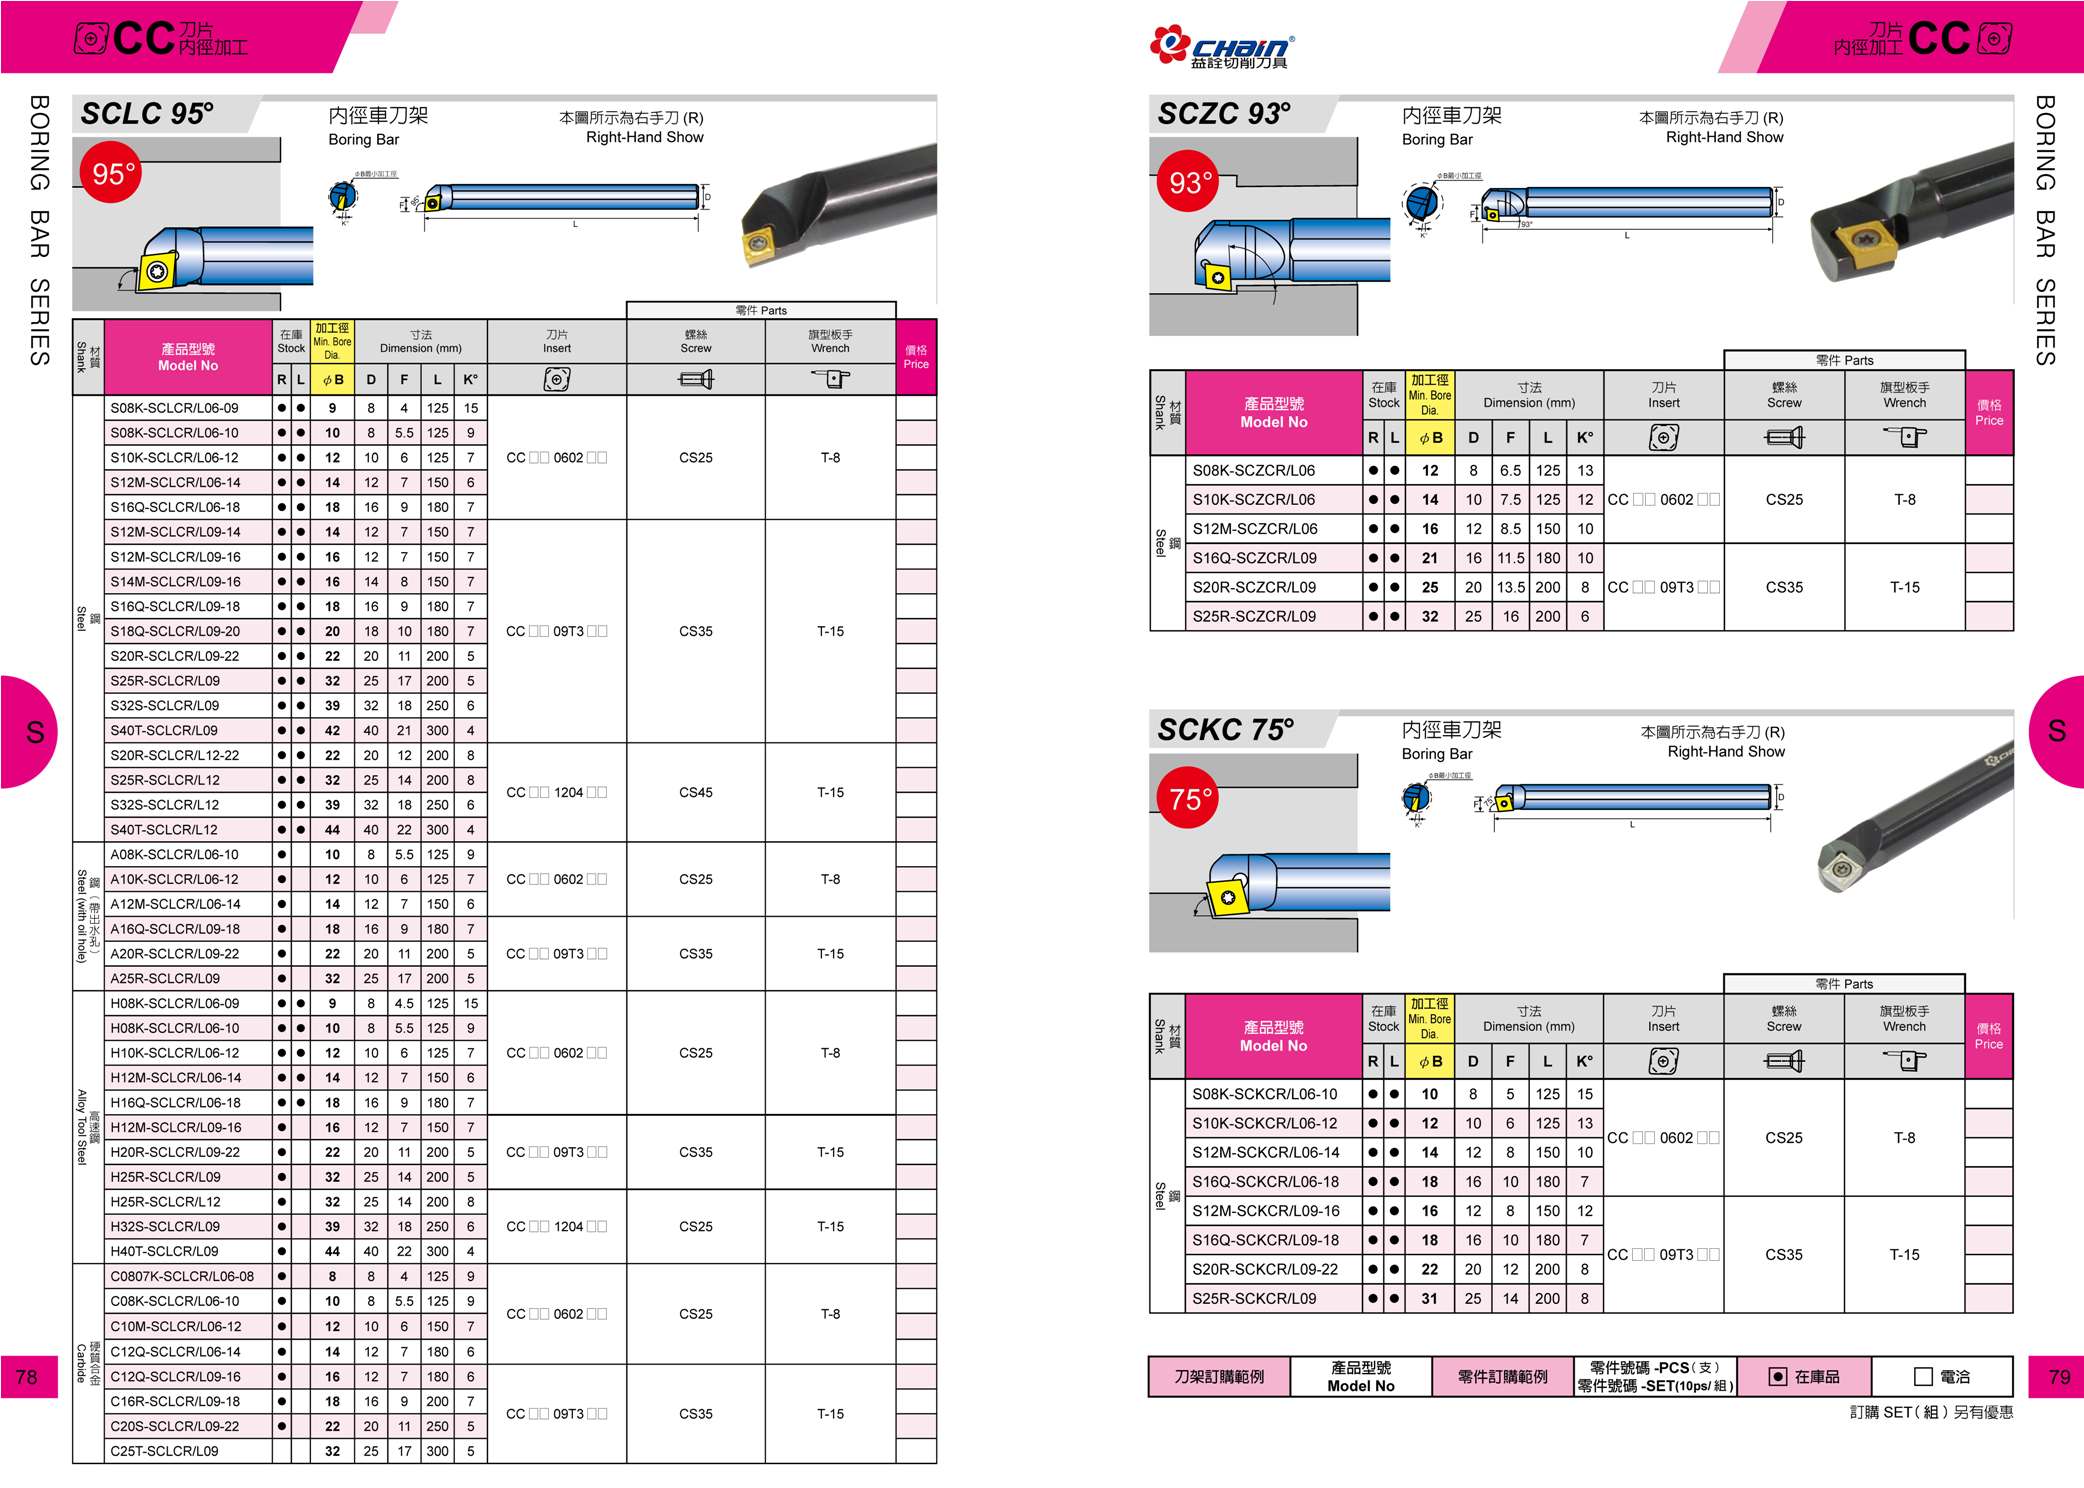 CC 刀片 內徑加工
BORING BAR SERIES
SCLC 95°
內徑車刀架
Boring Bar
本圖所示為右手刀 (R)
Right-Hand Show
95°
φB最小加工徑
F 95° D
K° L
零件 Parts
材質 Shank 產品型號 Model No 在庫 Stock 加工徑 Min. Bore Dia. 寸法 Dimension (mm) 刀片 Insert 螺絲 Screw 旗型板手 Wrench 價格 Price
R L φB D F L K°
鋼 Steel
S08K-SCLCR/L06-09 ● ● 9 8 4 125 15
S08K-SCLCR/L06-10 ● ● 10 8 5.5 125 9
S10K-SCLCR/L06-12 ● ● 12 10 6 125 7 CC □□ 0602 □□ CS25 T-8
S12M-SCLCR/L06-14 ● ● 14 12 7 150 6
S16Q-SCLCR/L06-18 ● ● 18 16 9 180 7
S12M-SCLCR/L09-14 ● ● 14 12 7 150 7
S12M-SCLCR/L09-16 ● ● 16 12 7 150 7
S14M-SCLCR/L09-16 ● ● 16 14 8 150 7
S16Q-SCLCR/L09-18 ● ● 18 16 9 180 7
S18Q-SCLCR/L09-20 ● ● 20 18 10 180 7 CC □□ 09T3 □□ CS35 T-15
S20R-SCLCR/L09-22 ● ● 22 20 11 200 5
S25R-SCLCR/L09 ● ● 32 25 17 200 5
S32S-SCLCR/L09 ● ● 39 32 18 250 6
S40T-SCLCR/L09 ● ● 42 40 21 300 4
S20R-SCLCR/L12-22 ● ● 22 20 12 200 8
S25R-SCLCR/L12 ● ● 32 25 14 200 8 CC □□ 1204 □□ CS45 T-15
S32S-SCLCR/L12 ● ● 39 32 18 250 6
S40T-SCLCR/L12 ● ● 44 40 22 300 4
鋼（帶出水孔） Steel (with oil hole)
A08K-SCLCR/L06-10 ● 10 8 5.5 125 9
A10K-SCLCR/L06-12 ● 12 10 6 125 7 CC □□ 0602 □□ CS25 T-8
A12M-SCLCR/L06-14 ● 14 12 7 150 6
A16Q-SCLCR/L09-18 ● 18 16 9 180 7
A20R-SCLCR/L09-22 ● 22 20 11 200 5 CC □□ 09T3 □□ CS35 T-15
A25R-SCLCR/L09 ● 32 25 17 200 5
高速鋼 Alloy Tool Steel
H08K-SCLCR/L06-09 ● ● 9 8 4.5 125 15
H08K-SCLCR/L06-10 ● ● 10 8 5.5 125 9
H10K-SCLCR/L06-12 ● ● 12 10 6 125 7 CC □□ 0602 □□ CS25 T-8
H12M-SCLCR/L06-14 ● ● 14 12 7 150 6
H16Q-SCLCR/L06-18 ● ● 18 16 9 180 7
H12M-SCLCR/L09-16 ● 16 12 7 150 7
H20R-SCLCR/L09-22 ● 22 20 11 200 5 CC □□ 09T3 □□ CS35 T-15
H25R-SCLCR/L09 ● 32 25 14 200 5
H25R-SCLCR/L12 ● 32 25 14 200 8
H32S-SCLCR/L09 ● 39 32 18 250 6 CC □□ 1204 □□ CS25 T-15
H40T-SCLCR/L09 ● 44 40 22 300 4
硬質合金 Carbide
C0807K-SCLCR/L06-08 ● 8 8 4 125 9
C08K-SCLCR/L06-10 ● 10 8 5.5 125 9
C10M-SCLCR/L06-12 ● 12 10 6 150 7 CC □□ 0602 □□ CS25 T-8
C12Q-SCLCR/L06-14 ● 14 12 7 180 6
C12Q-SCLCR/L09-16 ● 16 12 7 180 6
C16R-SCLCR/L09-18 ● 18 16 9 200 7
C20S-SCLCR/L09-22 ● 22 20 11 250 5 CC □□ 09T3 □□ CS35 T-15
C25T-SCLCR/L09 32 25 17 300 5
S
78
CHAIN®
益詮切削刀具
刀片 內徑加工 CC
BORING BAR SERIES
SCZC 93°
內徑車刀架
Boring Bar
本圖所示為右手刀 (R)
Right-Hand Show
93°
φB最小加工徑
F 93° D
K° L
零件 Parts
材質 Shank 產品型號 Model No 在庫 Stock 加工徑 Min. Bore Dia. 寸法 Dimension (mm) 刀片 Insert 螺絲 Screw 旗型板手 Wrench 價格 Price
R L φB D F L K°
鋼 Steel
S08K-SCZCR/L06 ● ● 12 8 6.5 125 13
S10K-SCZCR/L06 ● ● 14 10 7.5 125 12 CC □□ 0602 □□ CS25 T-8
S12M-SCZCR/L06 ● ● 16 12 8.5 150 10
S16Q-SCZCR/L09 ● ● 21 16 11.5 180 10
S20R-SCZCR/L09 ● ● 25 20 13.5 200 8 CC □□ 09T3 □□ CS35 T-15
S25R-SCZCR/L09 ● ● 32 25 16 200 6
SCKC 75°
內徑車刀架
Boring Bar
本圖所示為右手刀 (R)
Right-Hand Show
75°
φB最小加工徑
F 75° D
K° L
零件 Parts
材質 Shank 產品型號 Model No 在庫 Stock 加工徑 Min. Bore Dia. 寸法 Dimension (mm) 刀片 Insert 螺絲 Screw 旗型板手 Wrench 價格 Price
R L φB D F L K°
鋼 Steel
S08K-SCKCR/L06-10 ● ● 10 8 5 125 15
S10K-SCKCR/L06-12 ● ● 12 10 6 125 13 CC □□ 0602 □□ CS25 T-8
S12M-SCKCR/L06-14 ● ● 14 12 8 150 10
S16Q-SCKCR/L06-18 ● ● 18 16 10 180 7
S12M-SCKCR/L09-16 ● ● 16 12 8 150 12
S16Q-SCKCR/L09-18 ● ● 18 16 10 180 7 CC □□ 09T3 □□ CS35 T-15
S20R-SCKCR/L09-22 ● ● 22 20 12 200 8
S25R-SCKCR/L09 ● ● 31 25 14 200 8
刀架訂購範例 產品型號 Model No 零件訂購範例 零件號碼 -PCS（支） 零件號碼 -SET(10ps/ 組 ) 在庫品 電洽
訂購 SET（ 組 ）另有優惠
S
79